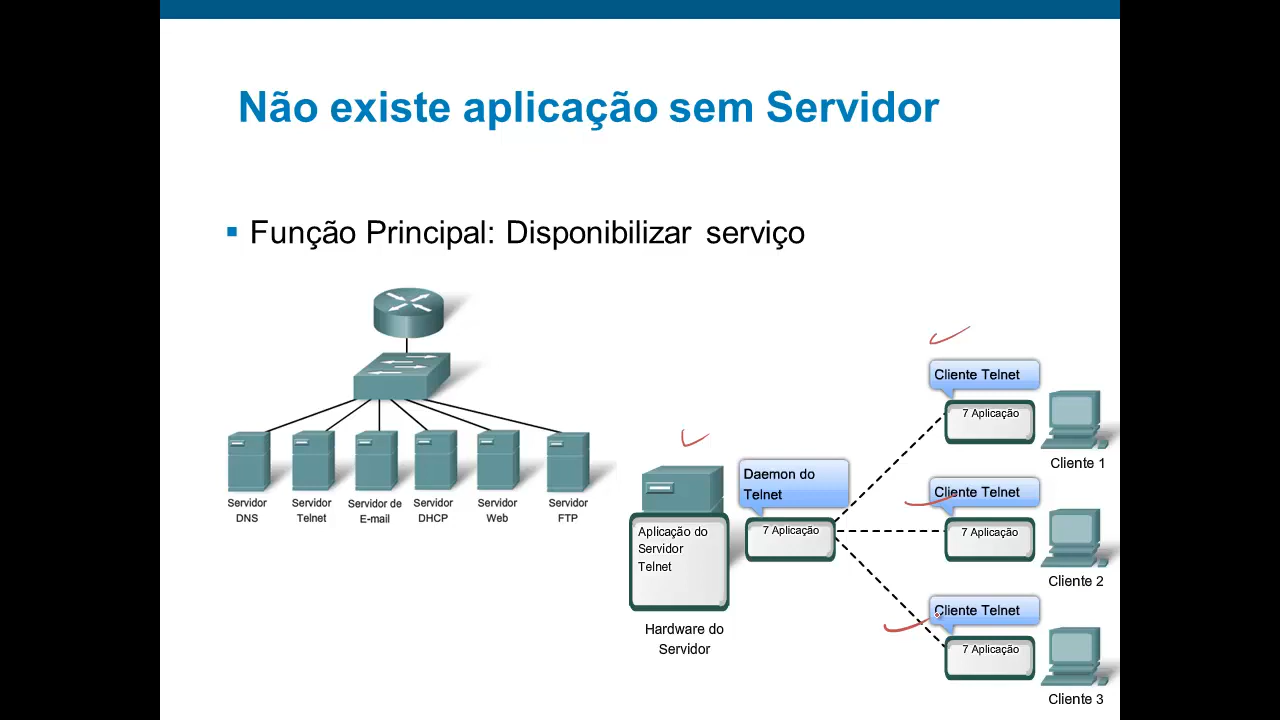 Não existe aplicação sem Servidor
Função Principal: Disponibilizar serviço
Servidor
DNS
Servidor
Telnet
Servidor de
E-mail
Servidor
DHCP
Servidor
Web
Servidor
FTP
Aplicação do
Servidor
Telnet
Hardware do
Servidor
Daemon do
Telnet
7 Aplicação
Cliente Telnet
7 Aplicação
Cliente 1
Cliente Telnet
7 Aplicação
Cliente 2
Cliente Telnet
7 Aplicação
Cliente 3